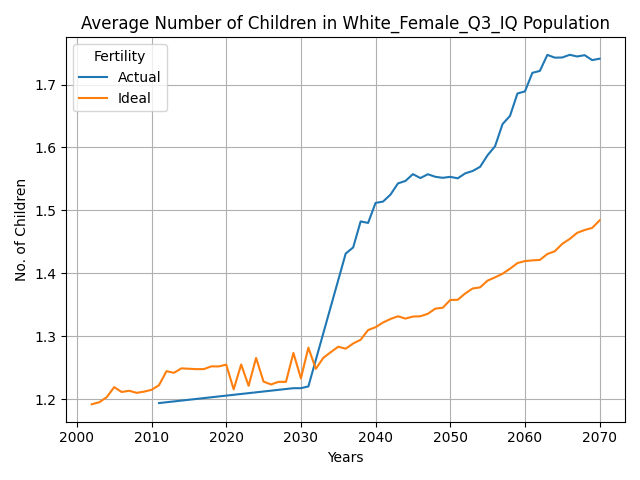 Average Number of Children in White_Female_Q3_IQ Population
Fertility
Actual
Ideal
No. of Children
1.7
1.6
1.5
1.4
1.3
1.2
2000 2010 2020 2030 2040 2050 2060 2070
Years